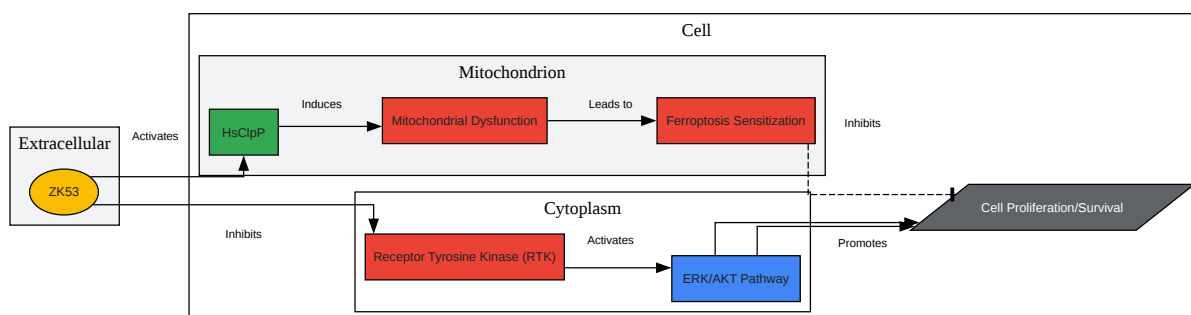 Cell
Mitochondrion
Induces
Leads to
HsClpP
Mitochondrial Dysfunction
Ferroptosis Sensitization
Inhibits
Activates
Extracellular
ZK53
Cytoplasm
Cell Proliferation/Survival
Inhibits
Activates
Promotes
Receptor Tyrosine Kinase (RTK)
ERK/AKT Pathway